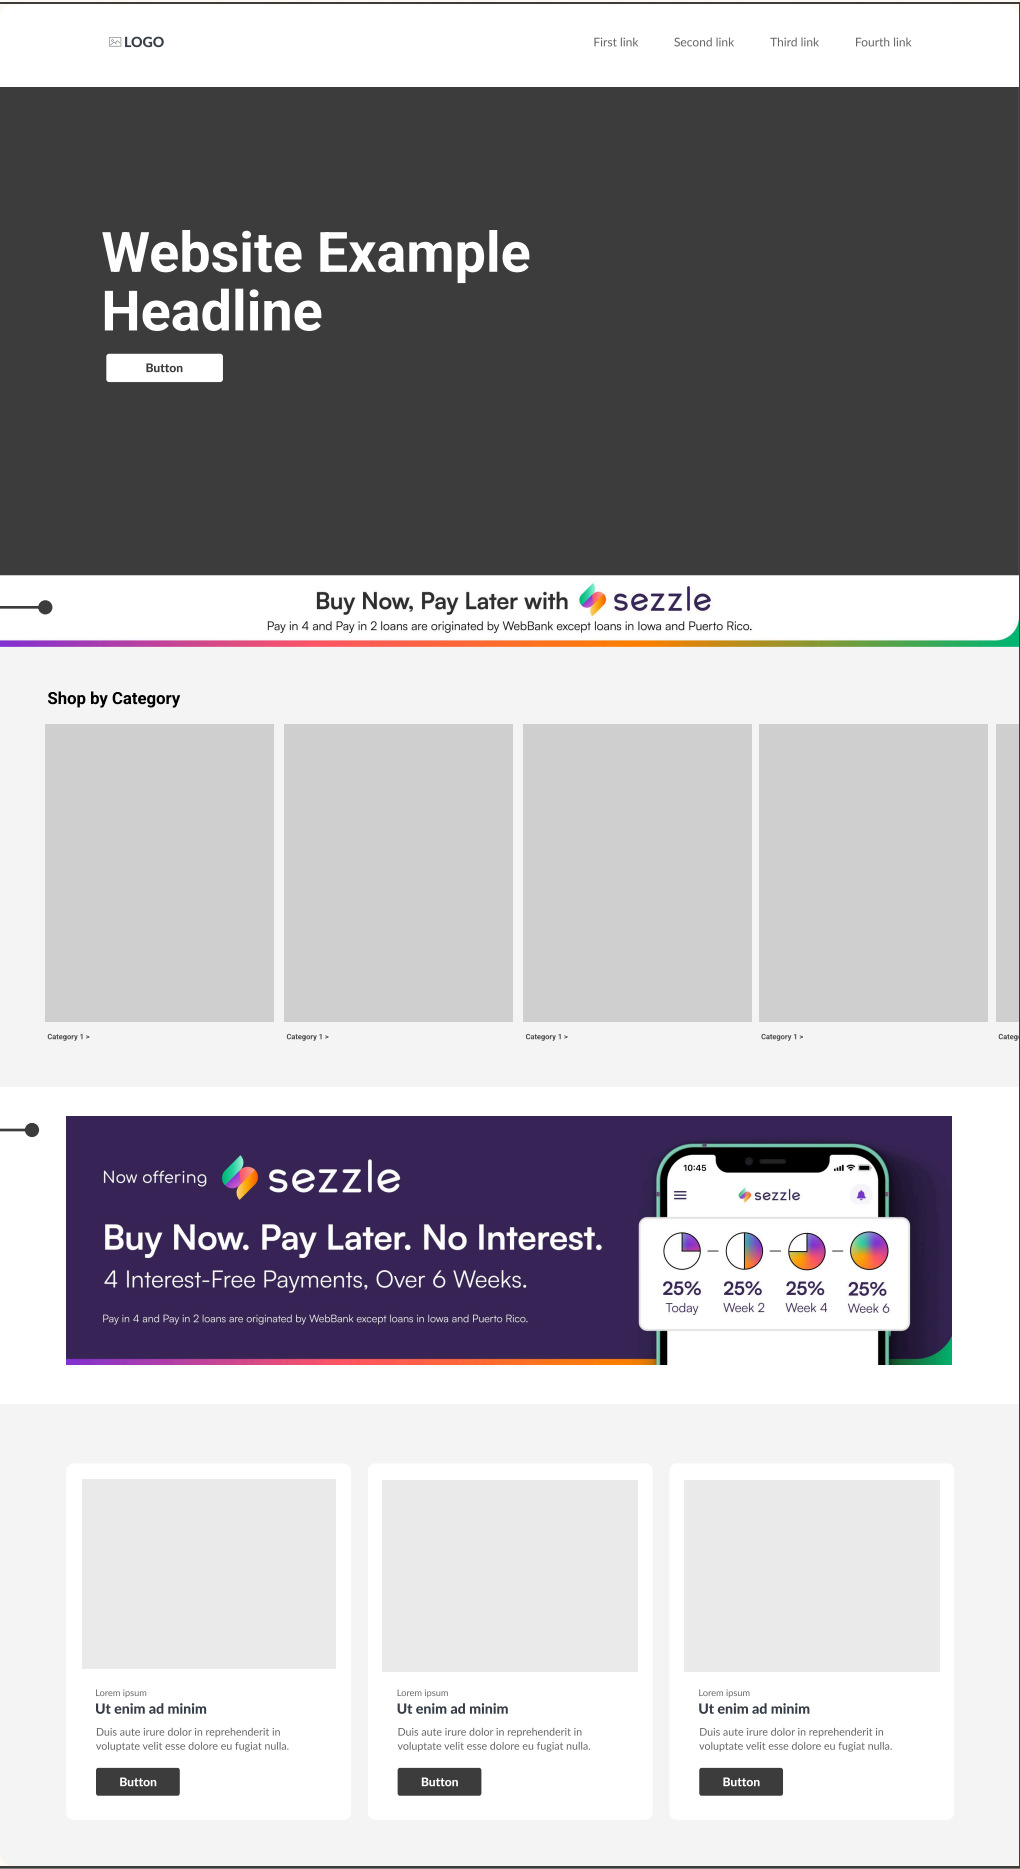 LOGO
First link Second link Third link Fourth link
Website Example
Headline
Button
Buy Now, Pay Later with sezzle
Pay in 4 and Pay in 2 loans are originated by WebBank except loans in Iowa and Puerto Rico.
Shop by Category
Category 1 > Category 1 > Category 1 > Category 1 >
Now offering sezzle
Buy Now. Pay Later. No Interest.
4 Interest-Free Payments, Over 6 Weeks.
Pay in 4 and Pay in 2 loans are originated by WebBank except loans in Iowa and Puerto Rico.
10:45
sezzle
25% 25% 25% 25%
Today Week 2 Week 4 Week 6
Lorem ipsum
Ut enim ad minim
Duis aute irure dolor in reprehenderit in
voluptate velit esse dolore eu fugiat nulla.
Button
Lorem ipsum
Ut enim ad minim
Duis aute irure dolor in reprehenderit in
voluptate velit esse dolore eu fugiat nulla.
Button
Lorem ipsum
Ut enim ad minim
Duis aute irure dolor in reprehenderit in
voluptate velit esse dolore eu fugiat nulla.
Button